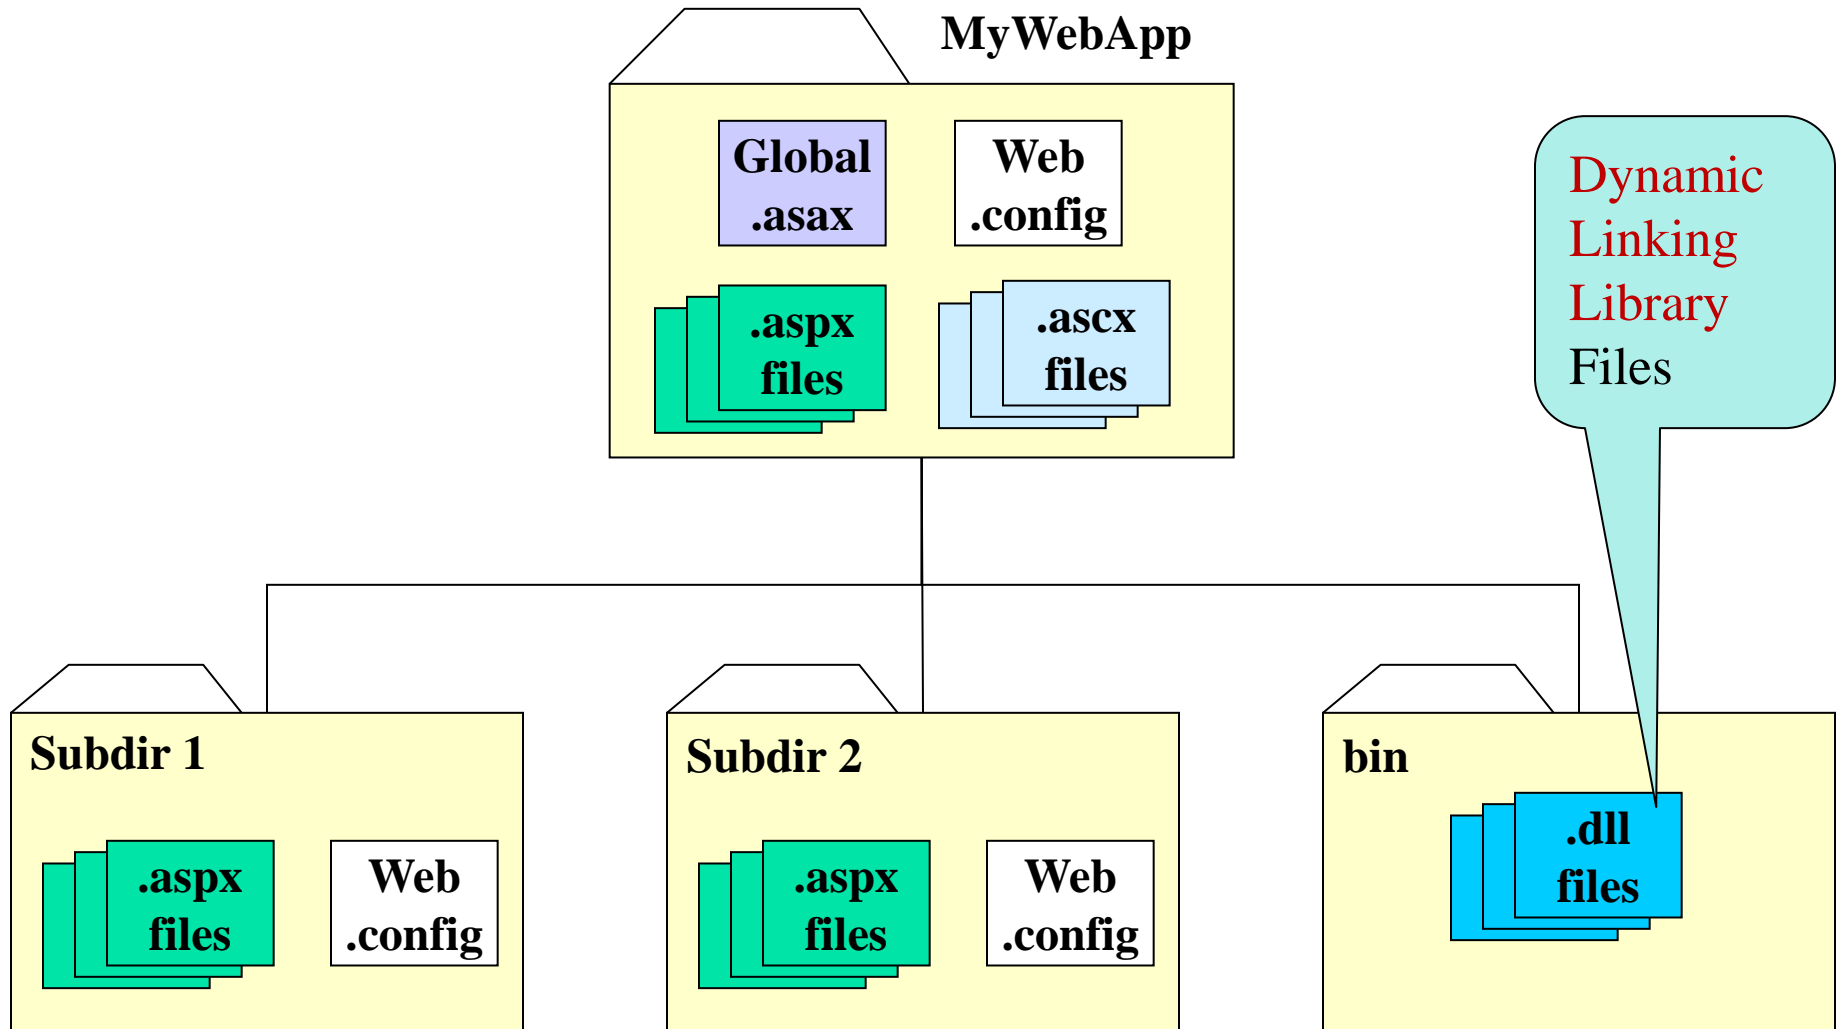 MyWebApp
Global
.asax
Web
.config
.aspx
files
.ascx
files
Dynamic
Linking
Library
Files
Subdir 1
.aspx
files
Web
.config
Subdir 2
.aspx
files
Web
.config
bin
.dll
files